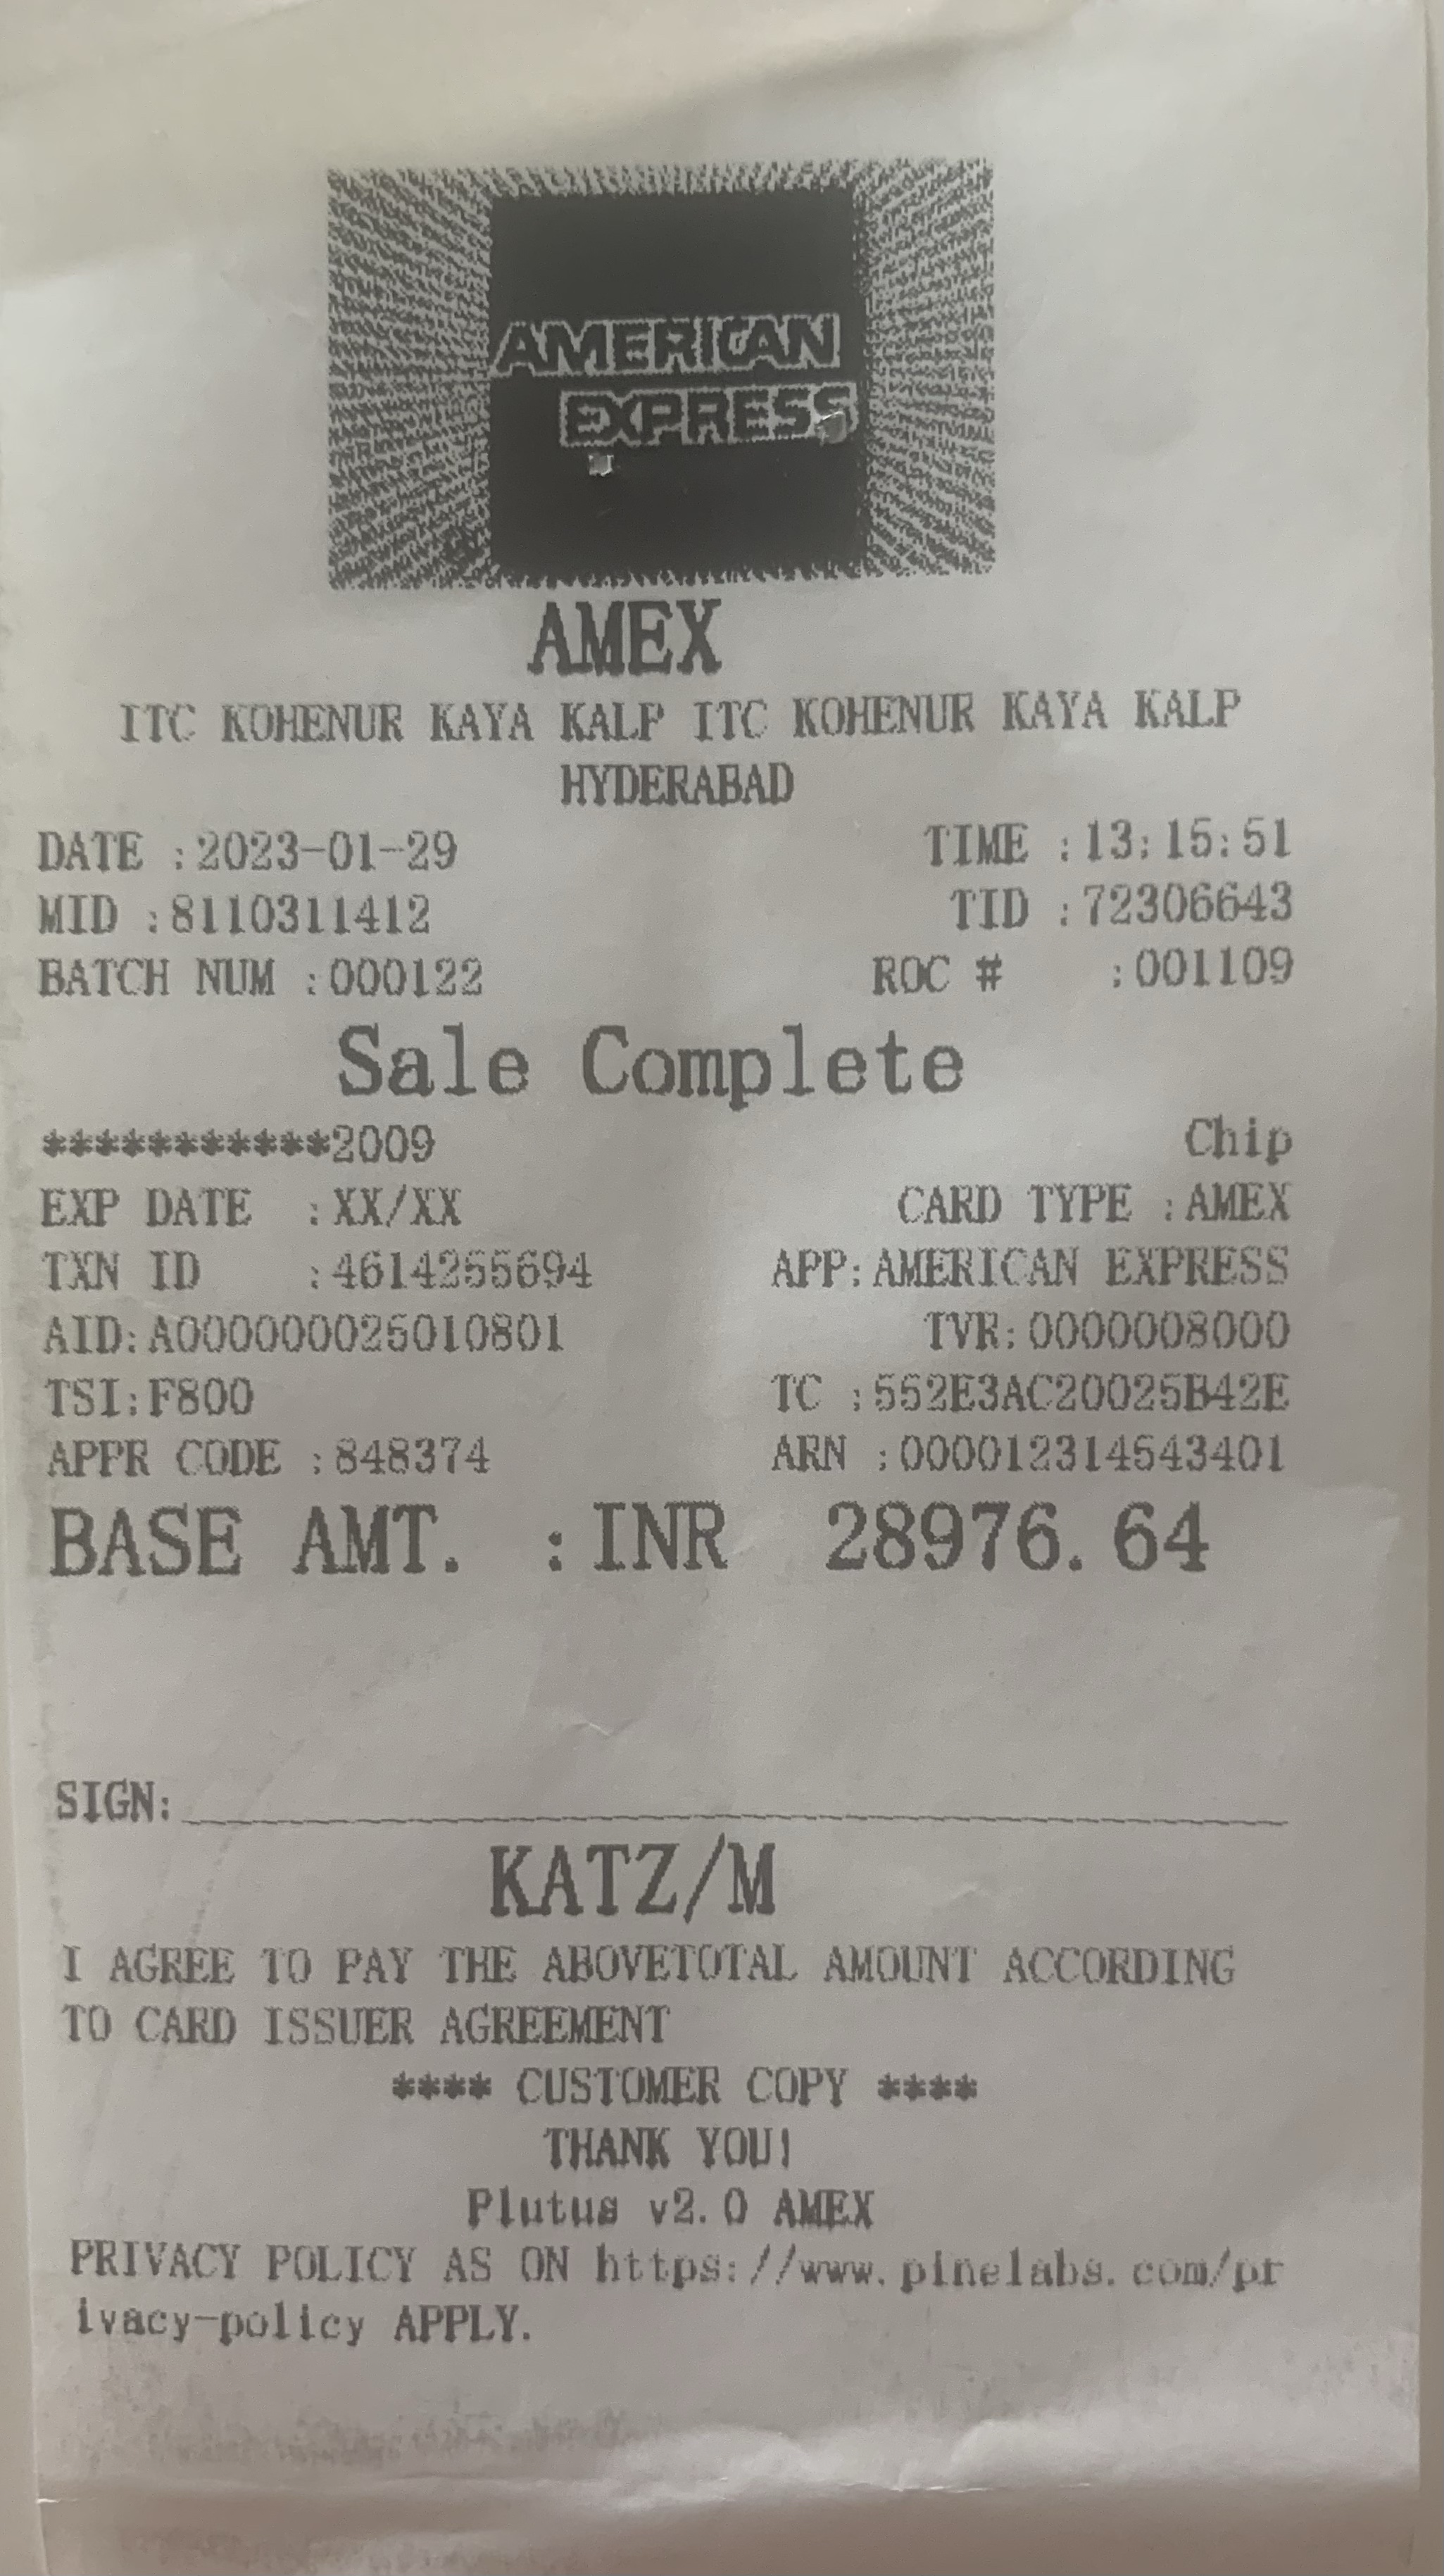 AMERICAN
EXPRESS
AMEX
ITC KOHENUR KAYA KALP ITC KOHENUR KAYA KALP
HYDERABAD
DATE :2023-01-29 TIME :13:15:51
MID :8110311412 TID :72306643
BATCH NUM :000122 ROC # :001109
Sale Complete
***********2009 Chip
EXP DATE :XX/XX CARD TYPE :AMEX
TXN ID :4614255694 APP:AMERICAN EXPRESS
AID:A000000025010801 TVR:0000008000
TSI:F800 TC :552E3AC20025B42E
APPR CODE :848374 ARN :000012314543401
BASE AMT. :INR 28976.64
SIGN:
KATZ/M
I AGREE TO PAY THE ABOVETOTAL AMOUNT ACCORDING
TO CARD ISSUER AGREEMENT
**** CUSTOMER COPY ****
THANK YOU!
Plutus v2.0 AMEX
PRIVACY POLICY AS ON https://www.pinelabs.com/pr
ivacy-policy APPLY.